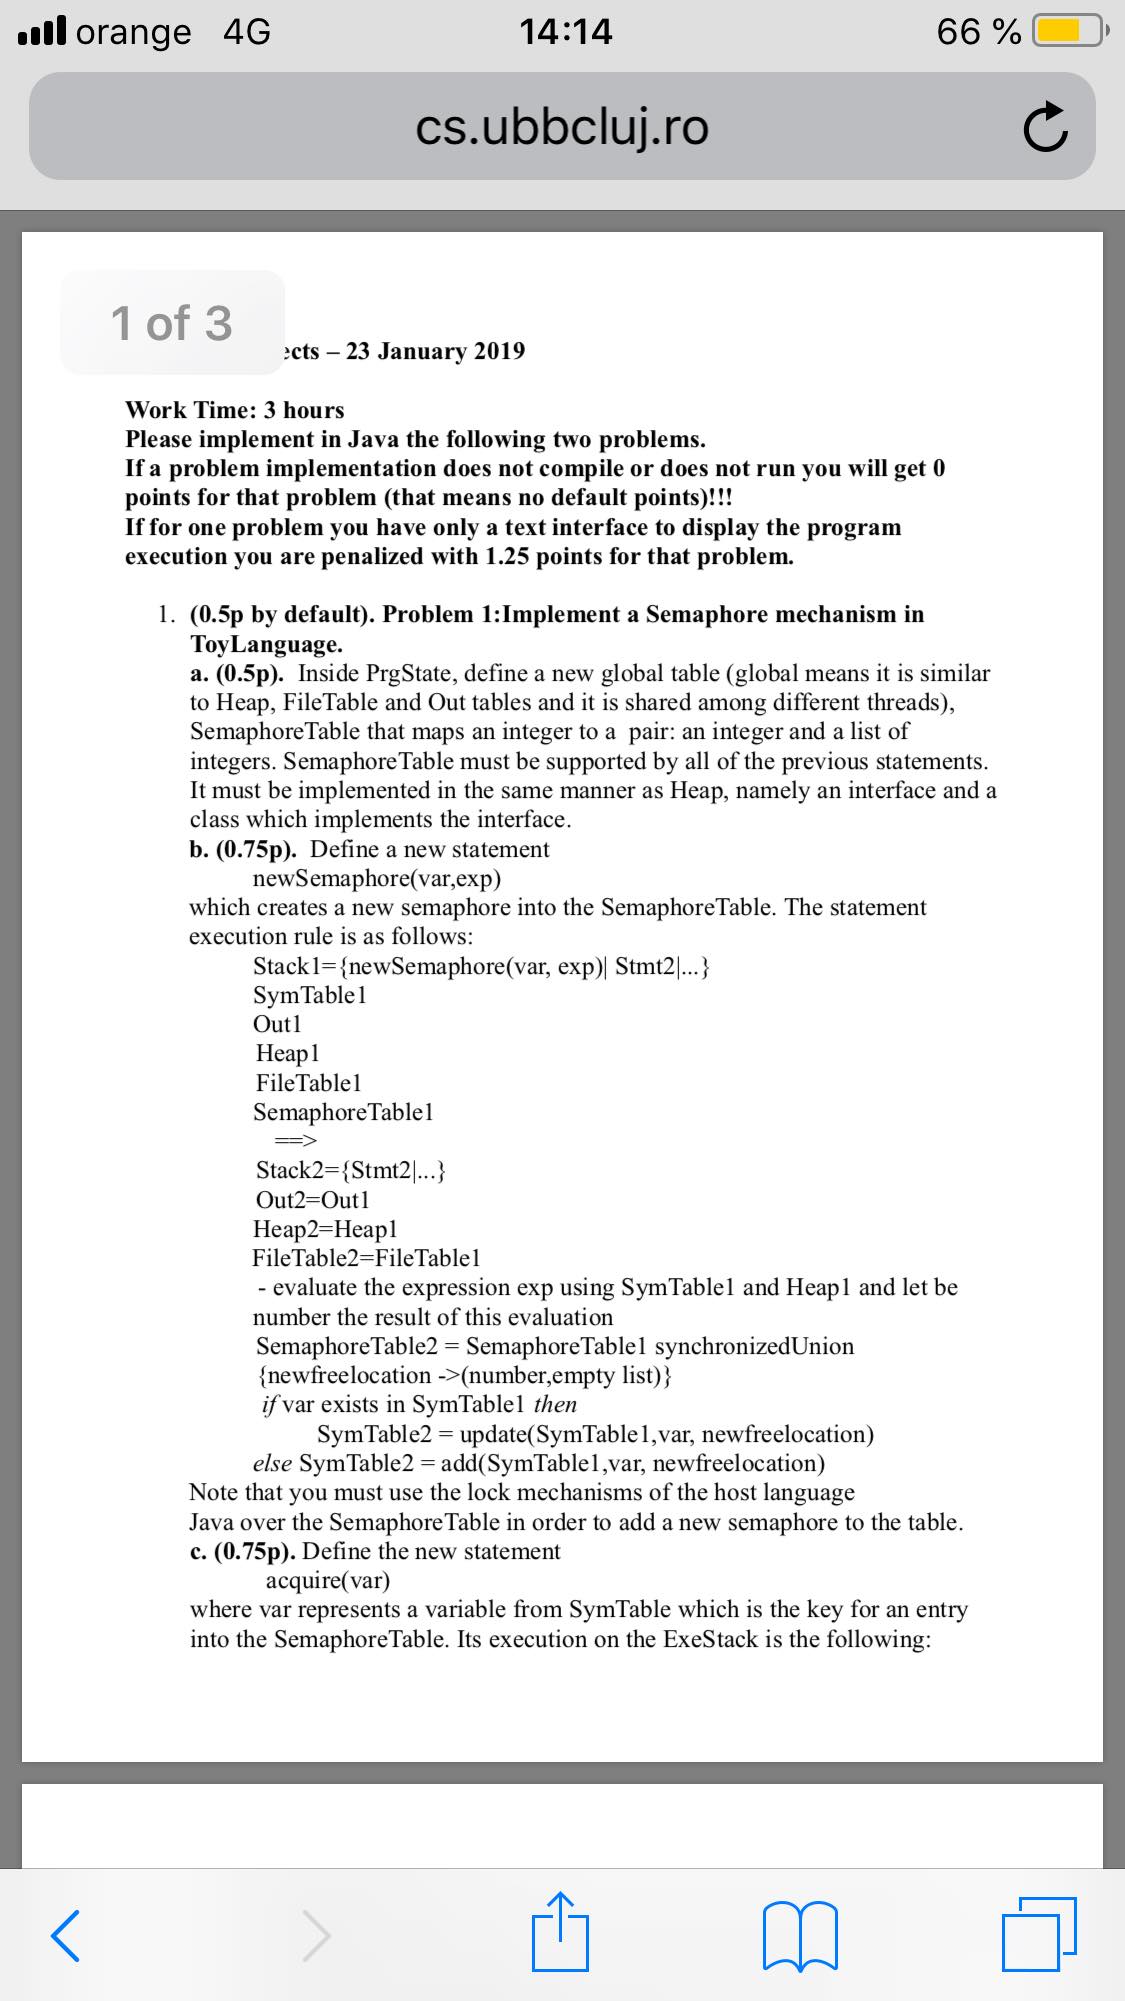 orange 4G 14:14 66 %
cs.ubbcluj.ro
1 of 3
ects – 23 January 2019
Work Time: 3 hours
Please implement in Java the following two problems.
If a problem implementation does not compile or does not run you will get 0
points for that problem (that means no default points)!!!
If for one problem you have only a text interface to display the program
execution you are penalized with 1.25 points for that problem.
1. (0.5p by default). Problem 1:Implement a Semaphore mechanism in
ToyLanguage.
a. (0.5p). Inside PrgState, define a new global table (global means it is similar
to Heap, FileTable and Out tables and it is shared among different threads),
SemaphoreTable that maps an integer to a pair: an integer and a list of
integers. SemaphoreTable must be supported by all of the previous statements.
It must be implemented in the same manner as Heap, namely an interface and a
class which implements the interface.
b. (0.75p). Define a new statement
newSemaphore(var,exp)
which creates a new semaphore into the SemaphoreTable. The statement
execution rule is as follows:
Stack1={newSemaphore(var, exp)| Stmt2|...}
SymTable1
Out1
Heap1
FileTable1
SemaphoreTable1
==>
Stack2={Stmt2|...}
Out2=Out1
Heap2=Heap1
FileTable2=FileTable1
- evaluate the expression exp using SymTable1 and Heap1 and let be
number the result of this evaluation
SemaphoreTable2 = SemaphoreTable1 synchronizedUnion
{newfreelocation ->(number,empty list)}
if var exists in SymTable1 then
SymTable2 = update(SymTable1,var, newfreelocation)
else SymTable2 = add(SymTable1,var, newfreelocation)
Note that you must use the lock mechanisms of the host language
Java over the SemaphoreTable in order to add a new semaphore to the table.
c. (0.75p). Define the new statement
acquire(var)
where var represents a variable from SymTable which is the key for an entry
into the SemaphoreTable. Its execution on the ExeStack is the following: